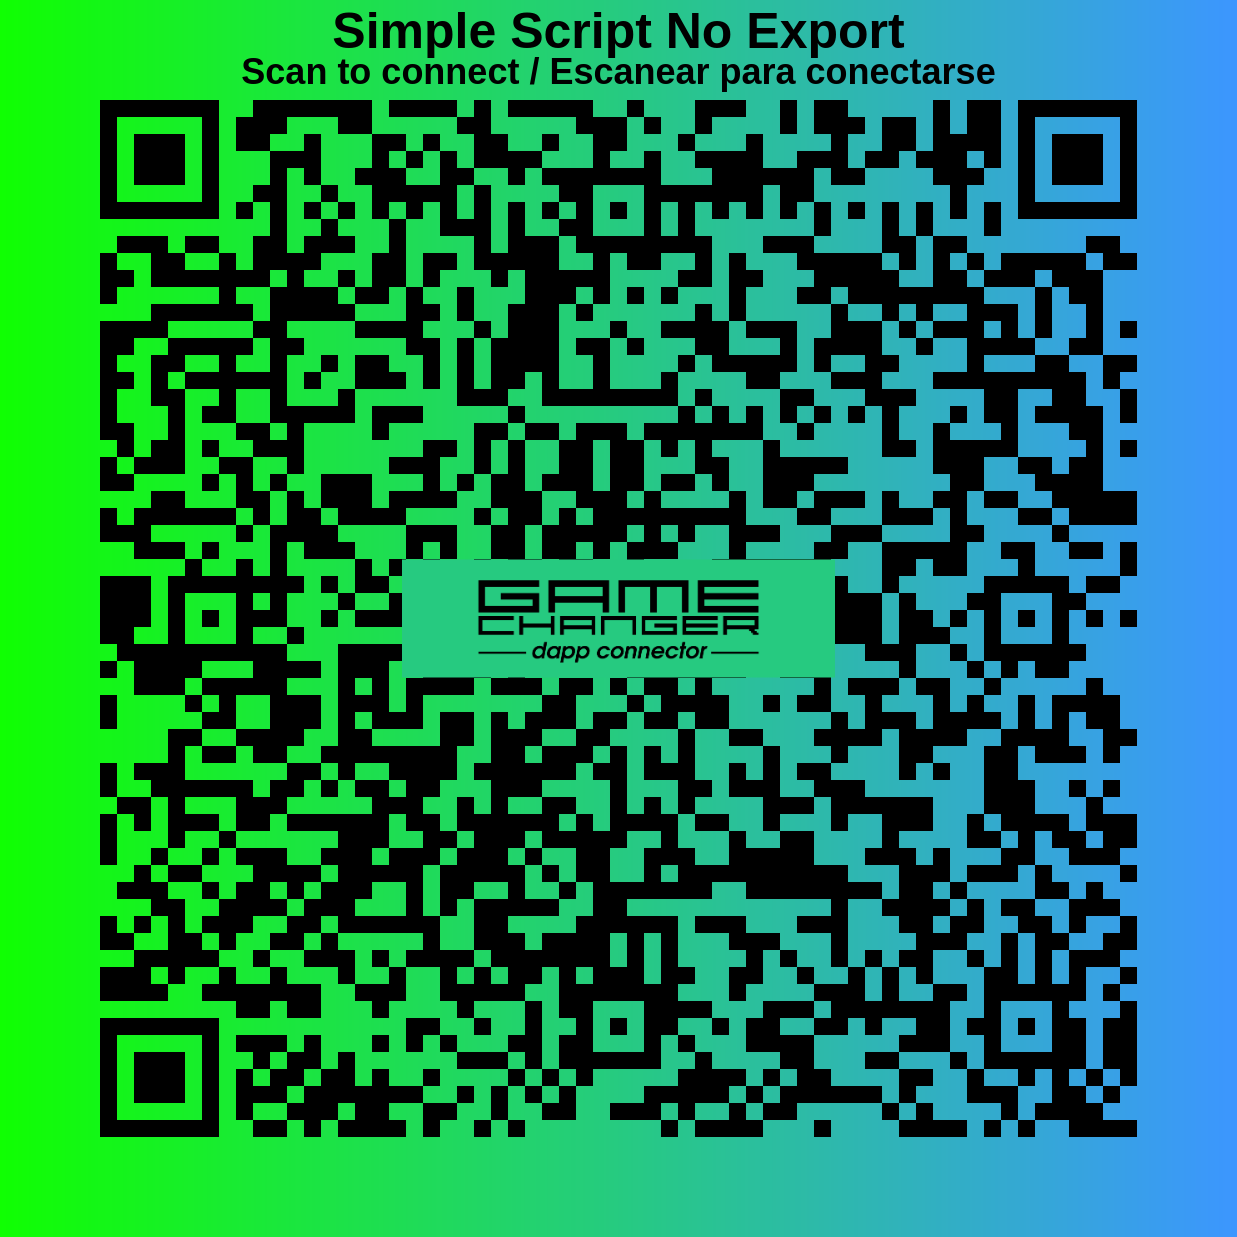 Simple Script No Export
Scan to connect / Escanear para conectarse
GAME
CHANGER
dapp connector